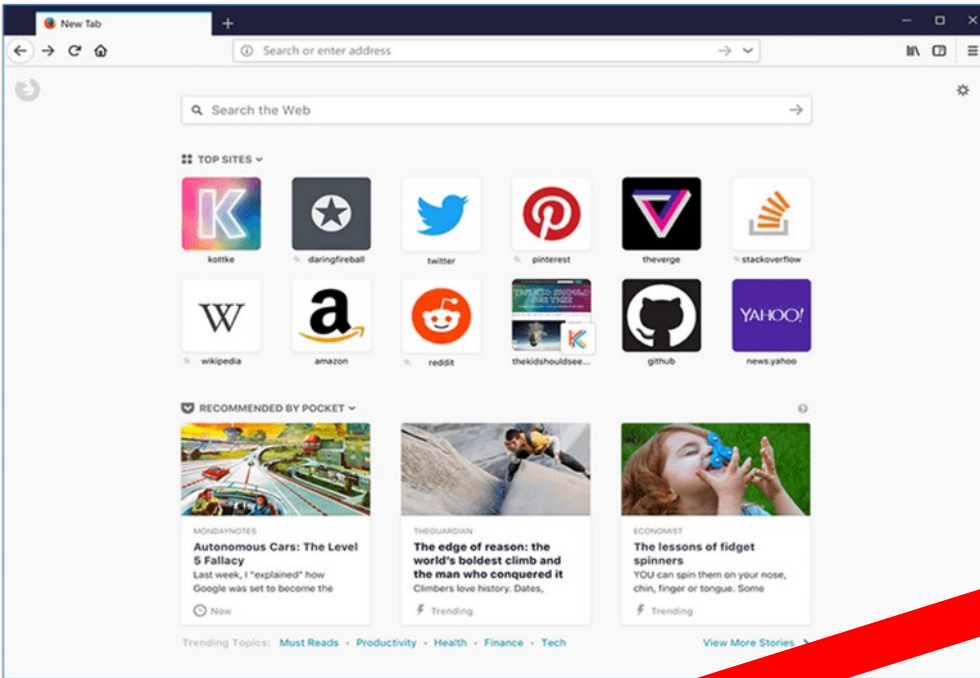 New Tab
Search or enter address
Search the Web
TOP SITES
K
kottke
daringfireball
twitter
pinterest
theverge
stackoverflow
W
a
YAHOO!
wikipedia
amazon
reddit
thekidshouldsee...
github
news.yahoo
RECOMMENDED BY POCKET
MONDAYNOTES
Autonomous Cars: The Level
5 Fallacy
Last week, I "explained" how
Google was set to become the
Now
THEGUARDIAN
The edge of reason: the
world's boldest climb and
the man who conquered it
Climbers love history. Dates,
Trending
ECONOMIST
The lessons of fidget
spinners
YOU can spin them on your nose,
chin, finger or tongue. Some
Trending
Trending Topics: Must Reads • Productivity • Health • Finance • Tech
View More Stories